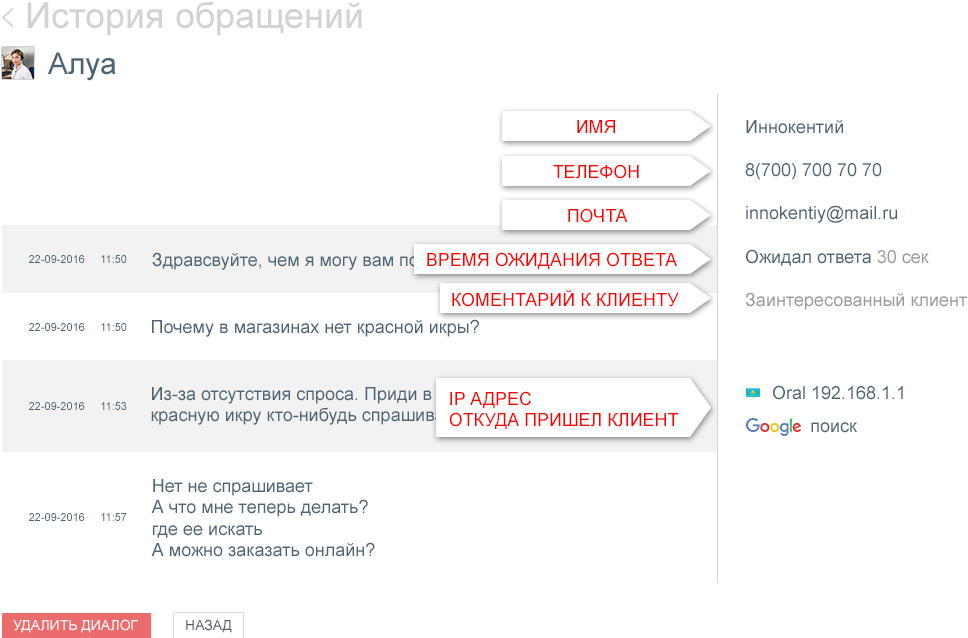 < История обращений
Алуа
ИМЯ
Иннокентий
ТЕЛЕФОН
8(700) 700 70 70
ПОЧТА
innokentiy@mail.ru
22-09-2016 11:50 Здравсвуйте, чем я могу вам
ВРЕМЯ ОЖИДАНИЯ ОТВЕТА
Ожидал ответа 30 сек
КОМЕНТАРИЙ К КЛИЕНТУ
Заинтересованный клиент
22-09-2016 11:50 Почему в магазинах нет красной икры?
22-09-2016 11:53 Из-за отсутствия спроса. Приди в
красную икру кто-нибудь
IP АДРЕС
ОТКУДА ПРИШЕЛ КЛИЕНТ
Oral 192.168.1.1
Google поиск
22-09-2016 11:57 Нет не спрашивает
А что мне теперь делать?
где ее искать
А можно заказать онлайн?
УДАЛИТЬ ДИАЛОГ
НАЗАД